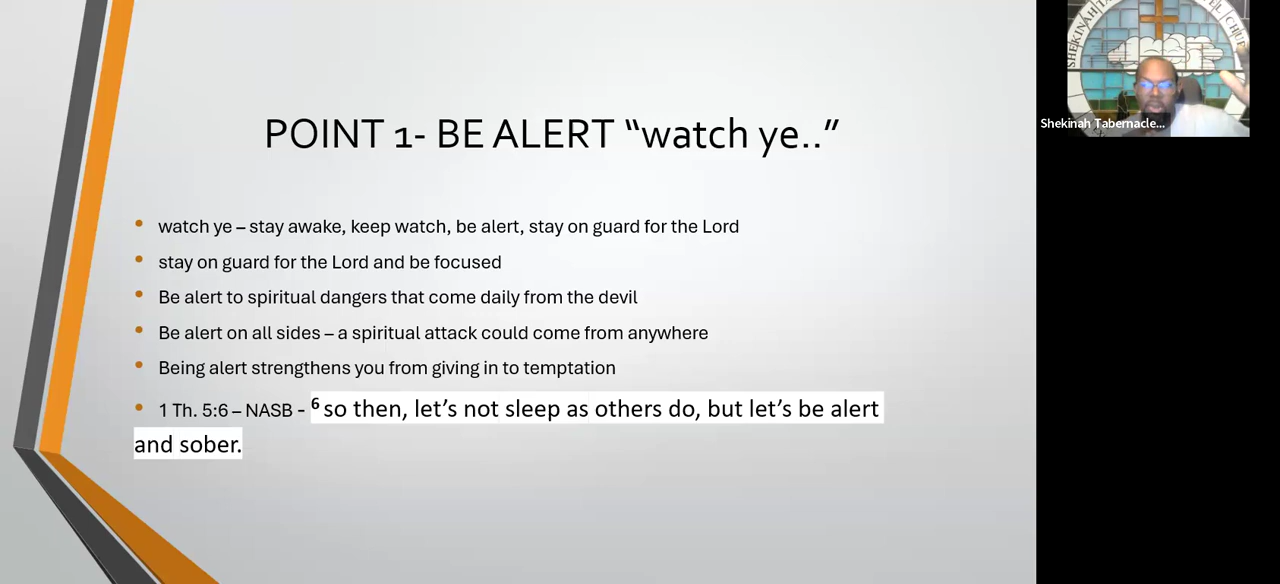 POINT 1- BE ALERT “watch ye..”
• watch ye – stay awake, keep watch, be alert, stay on guard for the Lord
• stay on guard for the Lord and be focused
• Be alert to spiritual dangers that come daily from the devil
• Be alert on all sides – a spiritual attack could come from anywhere
• Being alert strengthens you from giving in to temptation
• 1 Th. 5:6 – NASB - 6 so then, let’s not sleep as others do, but let’s be alert
and sober.
SHEKINAH
Shekinah Tabernacle...